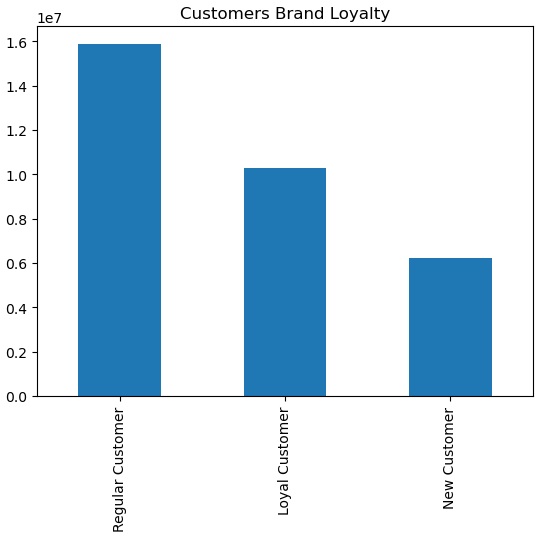 Customers Brand Loyalty
1e7
1.6
1.4
1.2
1.0
0.8
0.6
0.4
0.2
0.0
Regular Customer
Loyal Customer
New Customer